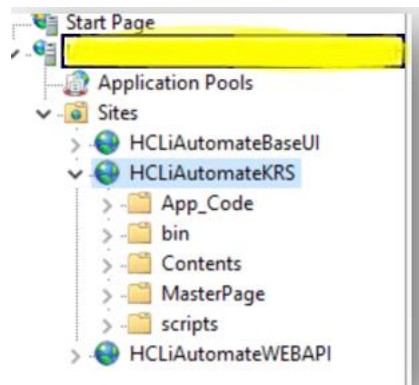 Start Page
Application Pools
Sites
HCLiAutomateBaseUI
HCLiAutomateKRS
App_Code
bin
Contents
MasterPage
scripts
HCLiAutomateWEBAPI